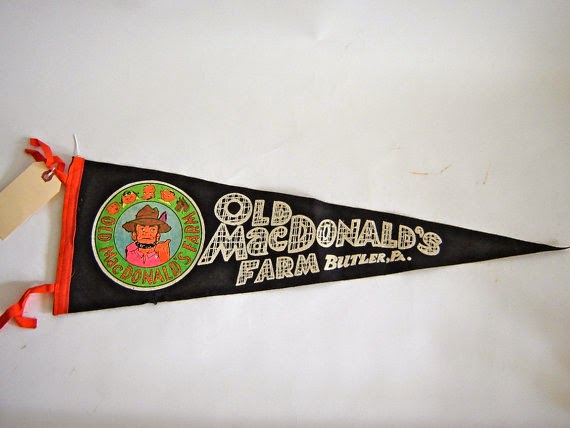 OLD MACDONALD'S FARM
OLD
MACDONALD'S
FARM BUTLER, PA.